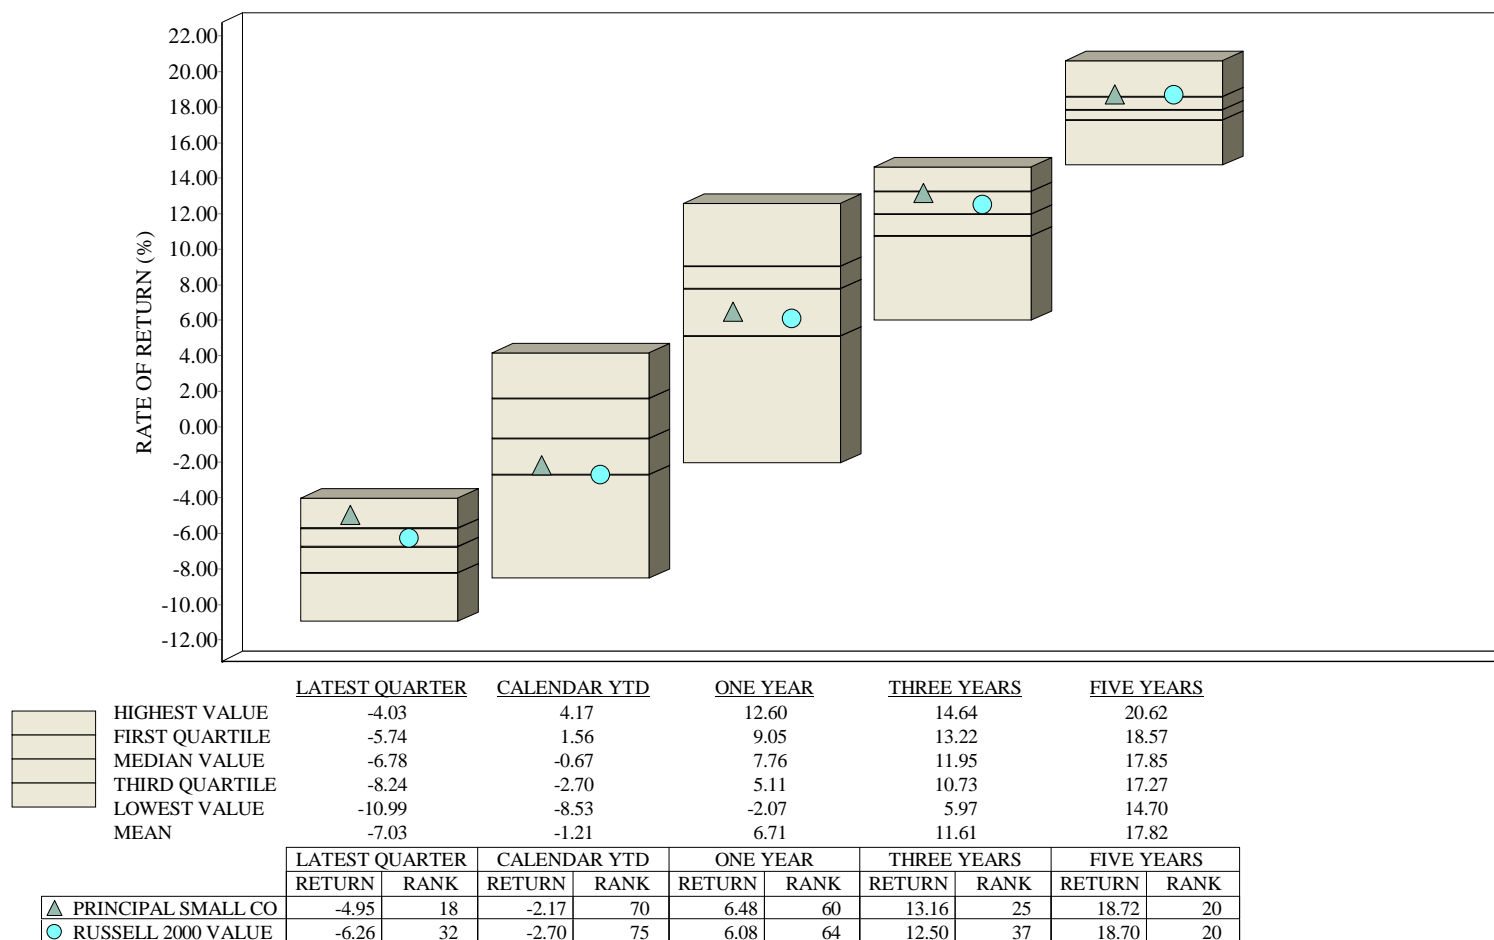 22.00
20.00
18.00
16.00
14.00
12.00
10.00
8.00
6.00
4.00
2.00
0.00
-2.00
-4.00
-6.00
-8.00
-10.00
-12.00
RATE OF RETURN (%)
LATEST QUARTER CALENDAR YTD ONE YEAR THREE YEARS FIVE YEARS
HIGHEST VALUE -4.03 4.17 12.60 14.64 20.62
FIRST QUARTILE -5.74 1.56 9.05 13.22 18.57
MEDIAN VALUE -6.78 -0.67 7.76 11.95 17.85
THIRD QUARTILE -8.24 -2.70 5.11 10.73 17.27
LOWEST VALUE -10.99 -8.53 -2.07 5.97 14.70
MEAN -7.03 -1.21 6.71 11.61 17.82
LATEST QUARTER CALENDAR YTD ONE YEAR THREE YEARS FIVE YEARS
RETURN RANK RETURN RANK RETURN RANK RETURN RANK RETURN RANK
PRINCIPAL SMALL CO -4.95 18 -2.17 70 6.48 60 13.16 25 18.72 20
RUSSELL 2000 VALUE -6.26 32 -2.70 75 6.08 64 12.50 37 18.70 20